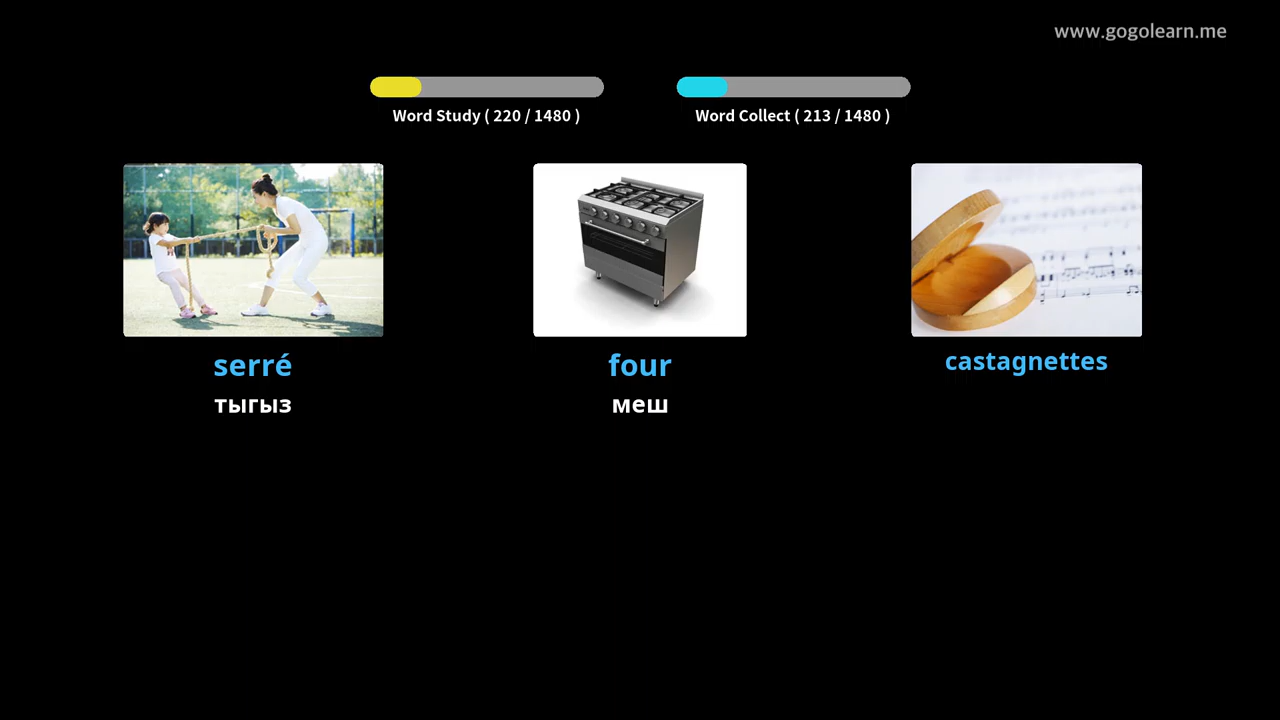 www.gogolearn.me
Word Study ( 220 / 1480 )
Word Collect ( 213 / 1480 )
serré
four
castagnettes
тыгыз
меш